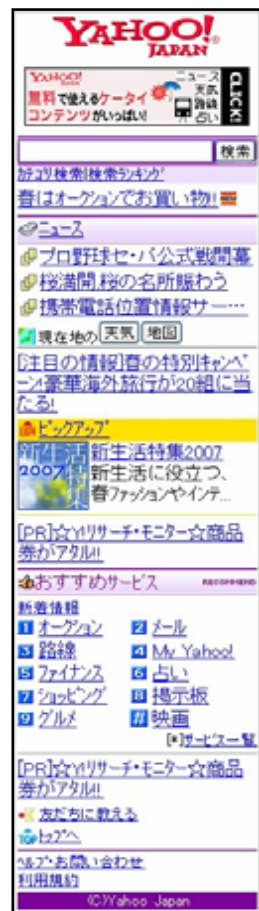 YAHOO!
JAPAN
YAHOO!
無料で使えるケータイ
コンテンツがいっぱい!
ニュース
天気
路線
占い
CLICK!
検索
カテゴリ検索|検索ランキング
春はオークションでお買い物!!
ニュース
プロ野球セ・パ公式戦開幕
桜満開,桜の名所賑わう
携帯電話位置情報サー…
現在地の 天気 地図
[注目の情報]春の特別キャンペ
ーン!豪華海外旅行が20組に当
たる!
ピックアップ
新生活特集2007
新生活に役立つ、
春ファッションやインテ...
新生活
2007
特集
[PR]☆Y!リサーチ・モニター☆商品
券がアタル!!
おすすめサービス RECOMMEND
新着情報
1 オークション 2 メール
3 路線 4 My Yahoo!
5 ファイナンス 6 占い
7 ショッピング 8 掲示板
9 グルメ # 映画
[*]サービス一覧
[PR]☆Y!リサーチ・モニター☆商品
券がアタル!!
友だちに教える
トップへ
ヘルプ・お問い合わせ
利用規約
(C)Yahoo Japan